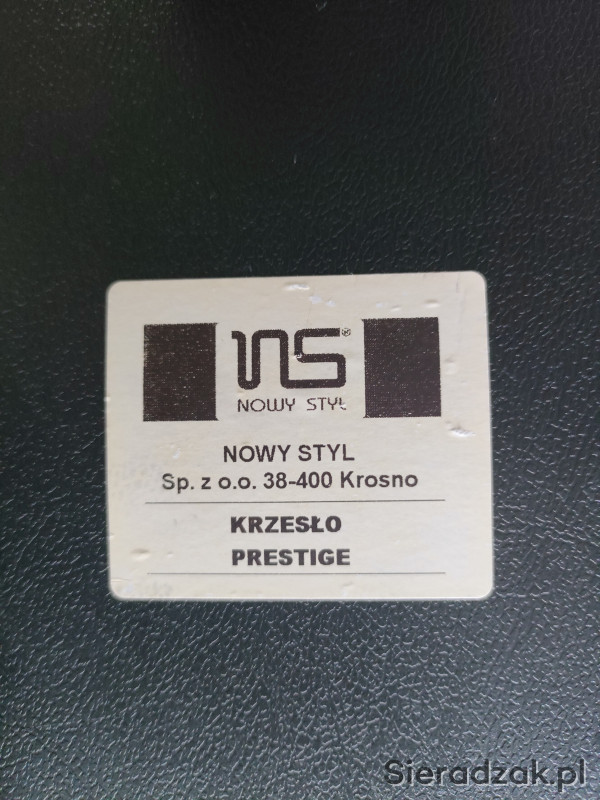 NS®
NOWY STYL
NOWY STYL
Sp. z o.o. 38-400 Krosno
KRZESŁO
PRESTIGE
Sieradzak.pl